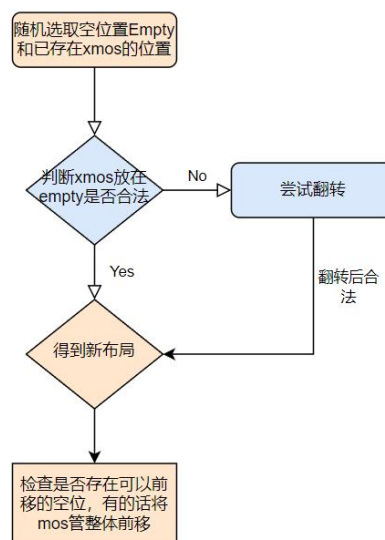 随机选取空位置Empty
和已存在xmos的位置
判断xmos放在
empty是否合法
No
尝试翻转
Yes
翻转后合
法
得到新布局
检查是否存在可以前
移的空位，有的话将
mos管整体前移